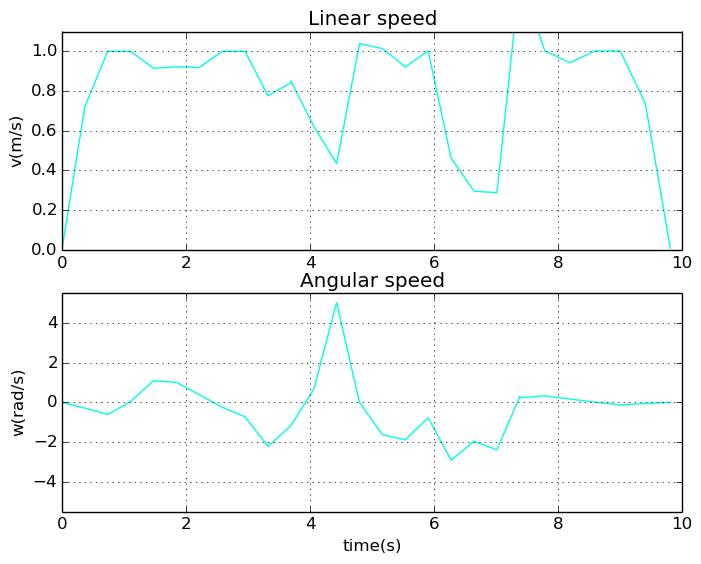 Linear speed
v(m/s)
1.0
0.8
0.6
0.4
0.2
0.0
0 2 4 6 8 10
Angular speed
w(rad/s)
4
2
0
−2
−4
0 2 4 6 8 10
time(s)